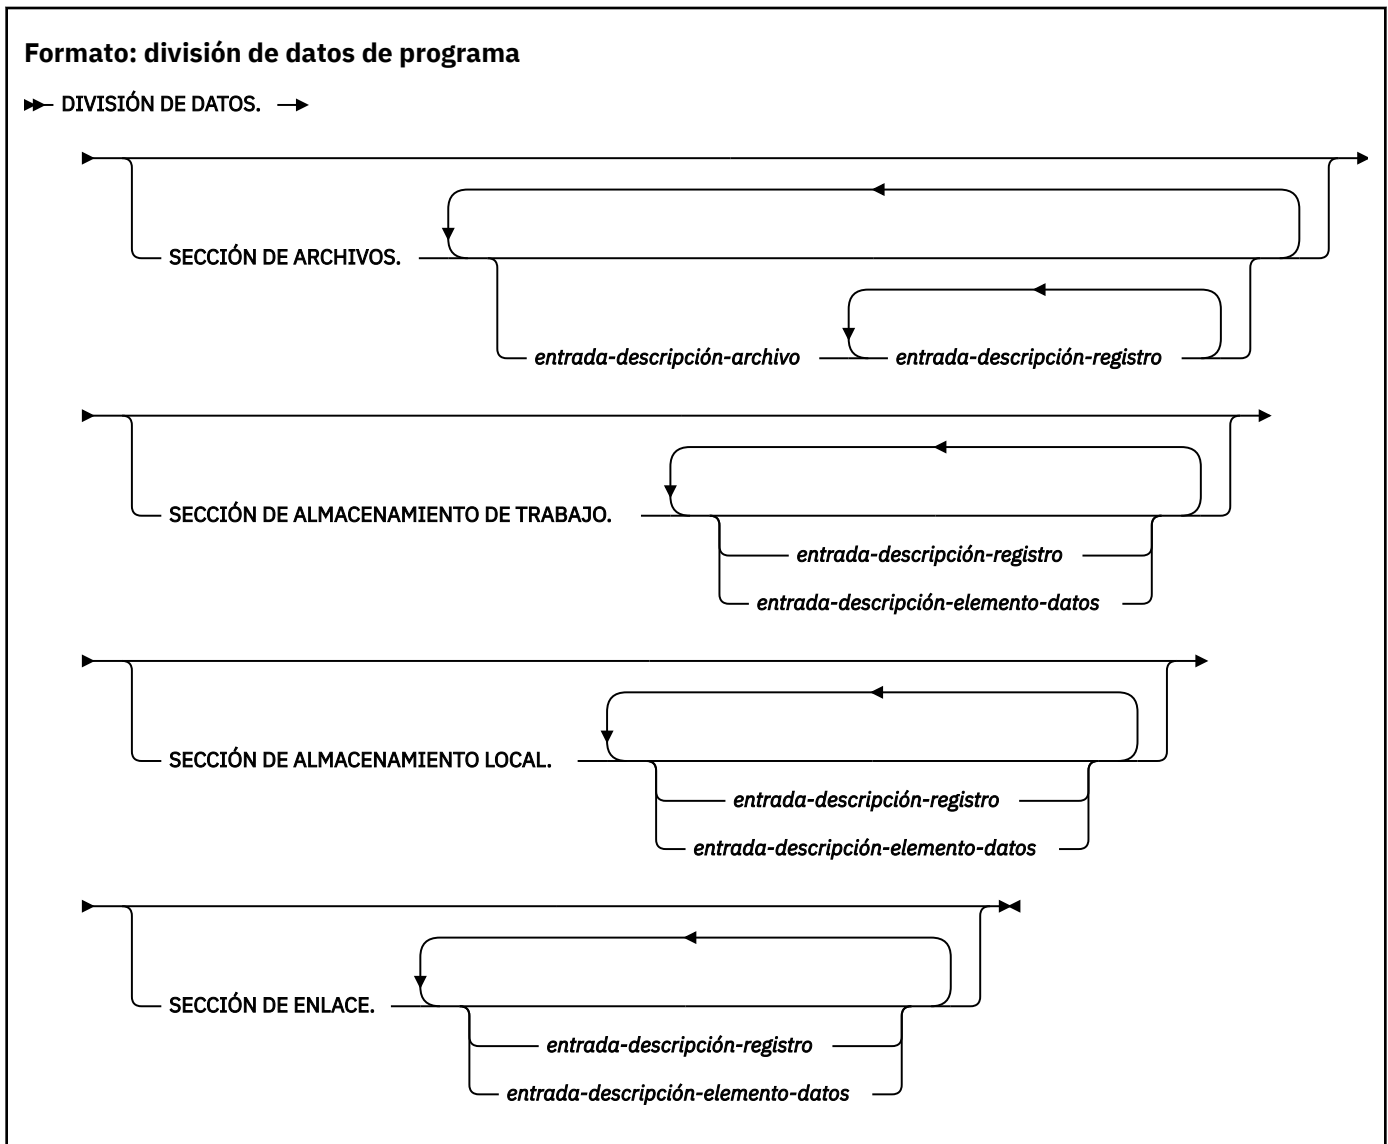 Formato: división de datos de programa
DIVISIÓN DE DATOS.
SECCIÓN DE ARCHIVOS.
entrada-descripción-archivo
entrada-descripción-registro
SECCIÓN DE ALMACENAMIENTO DE TRABAJO.
entrada-descripción-registro
entrada-descripción-elemento-datos
SECCIÓN DE ALMACENAMIENTO LOCAL.
entrada-descripción-registro
entrada-descripción-elemento-datos
SECCIÓN DE ENLACE.
entrada-descripción-registro
entrada-descripción-elemento-datos